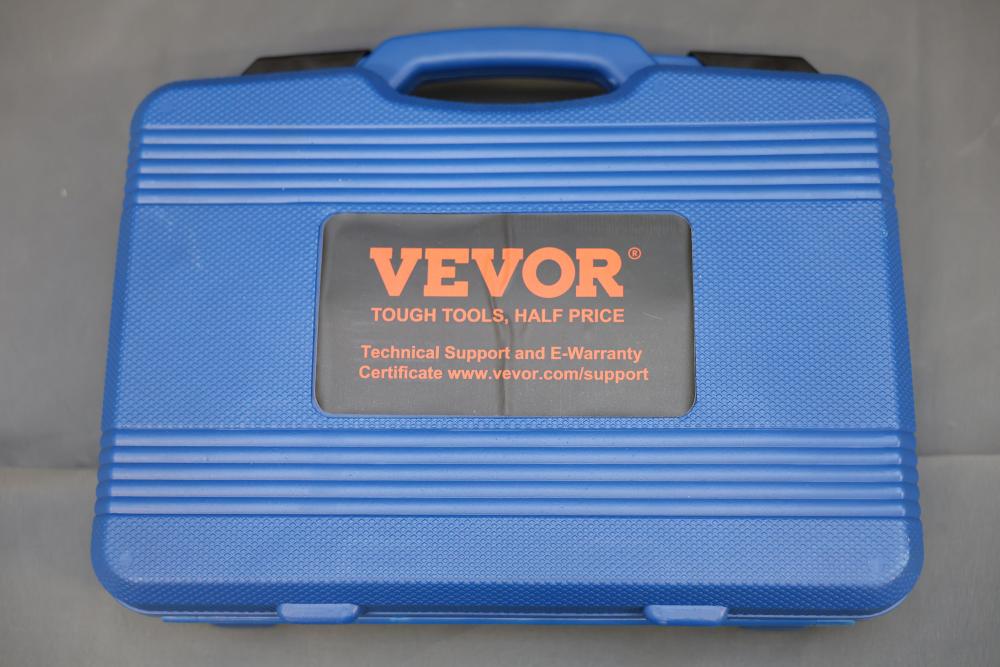 VEVOR®
TOUGH TOOLS, HALF PRICE
Technical Support and E-Warranty
Certificate www.vevor.com/support